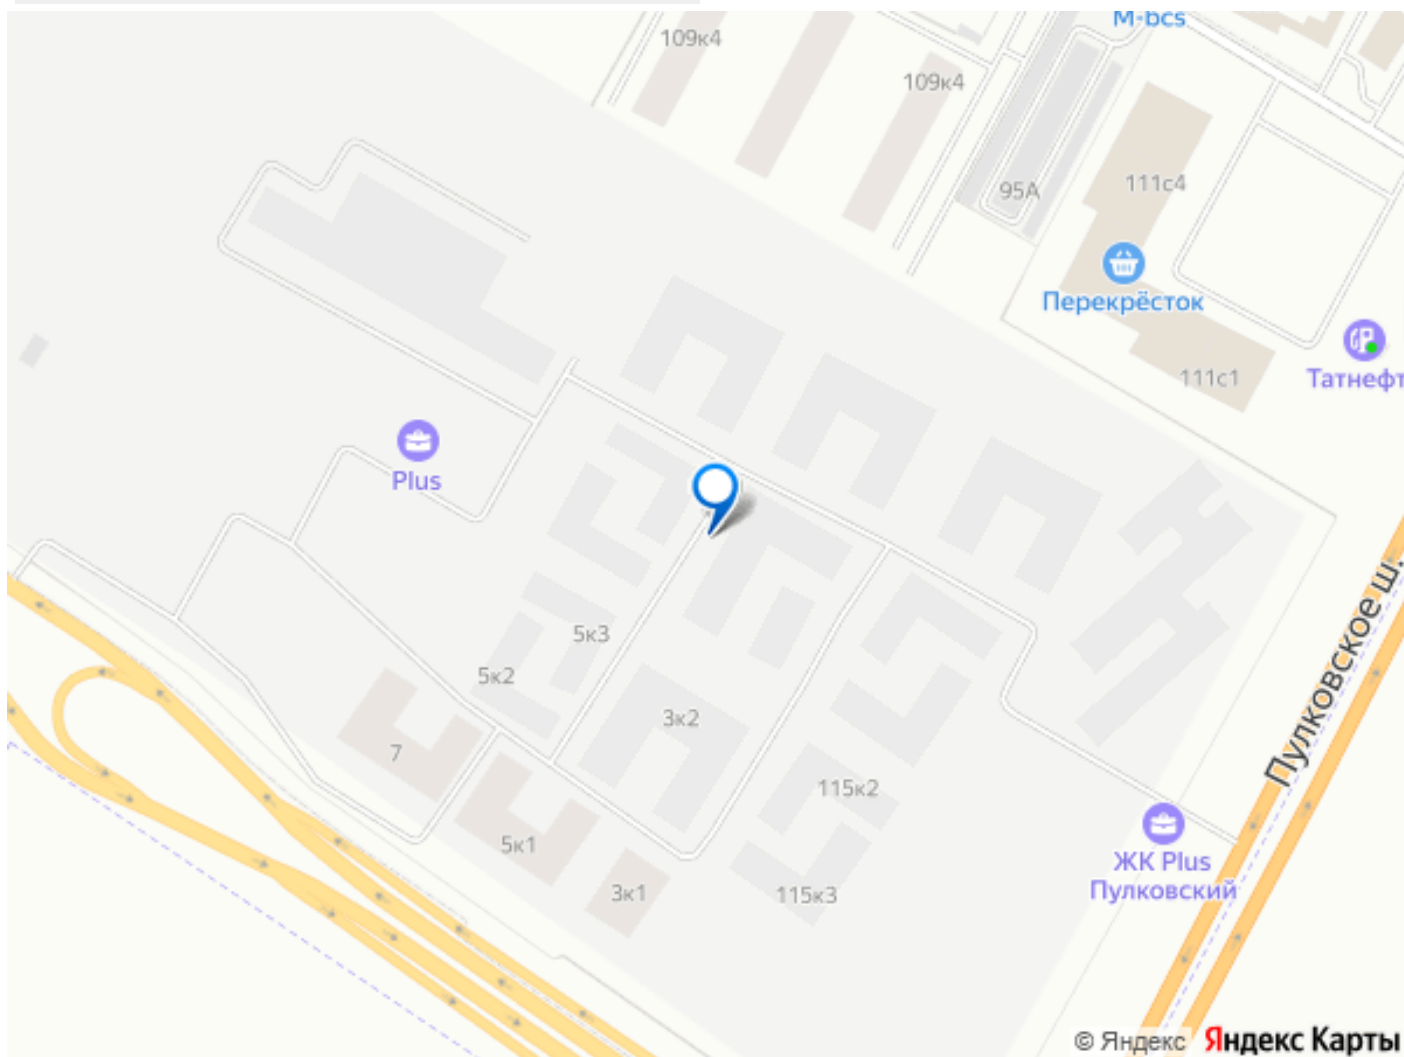 M-bcs
109к4
109к4
95А
111с4
Перекрёсток
111с1
Татнефт
Plus
5к3
5к2
3к2
7
115к2
5к1
ЖК Plus
Пулковский
3к1
115к3
Пулковское ш.
© Яндекс Яндекс Карты